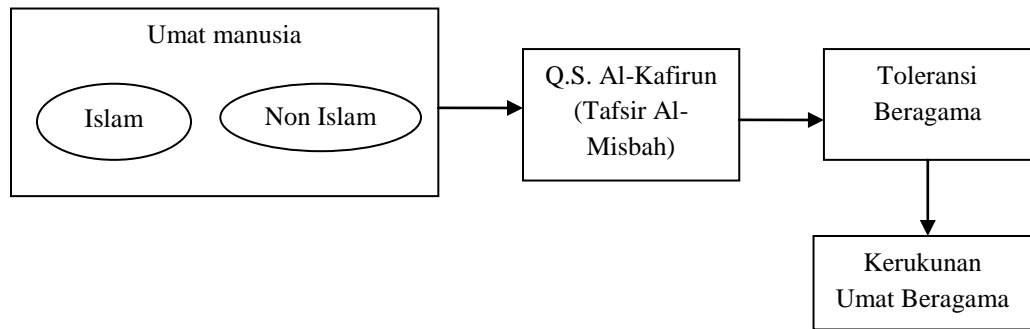 Umat manusia
Islam
Non Islam
Q.S. Al-Kafirun
(Tafsir Al-
Misbah)
Toleransi
Beragama
Kerukunan
Umat Beragama